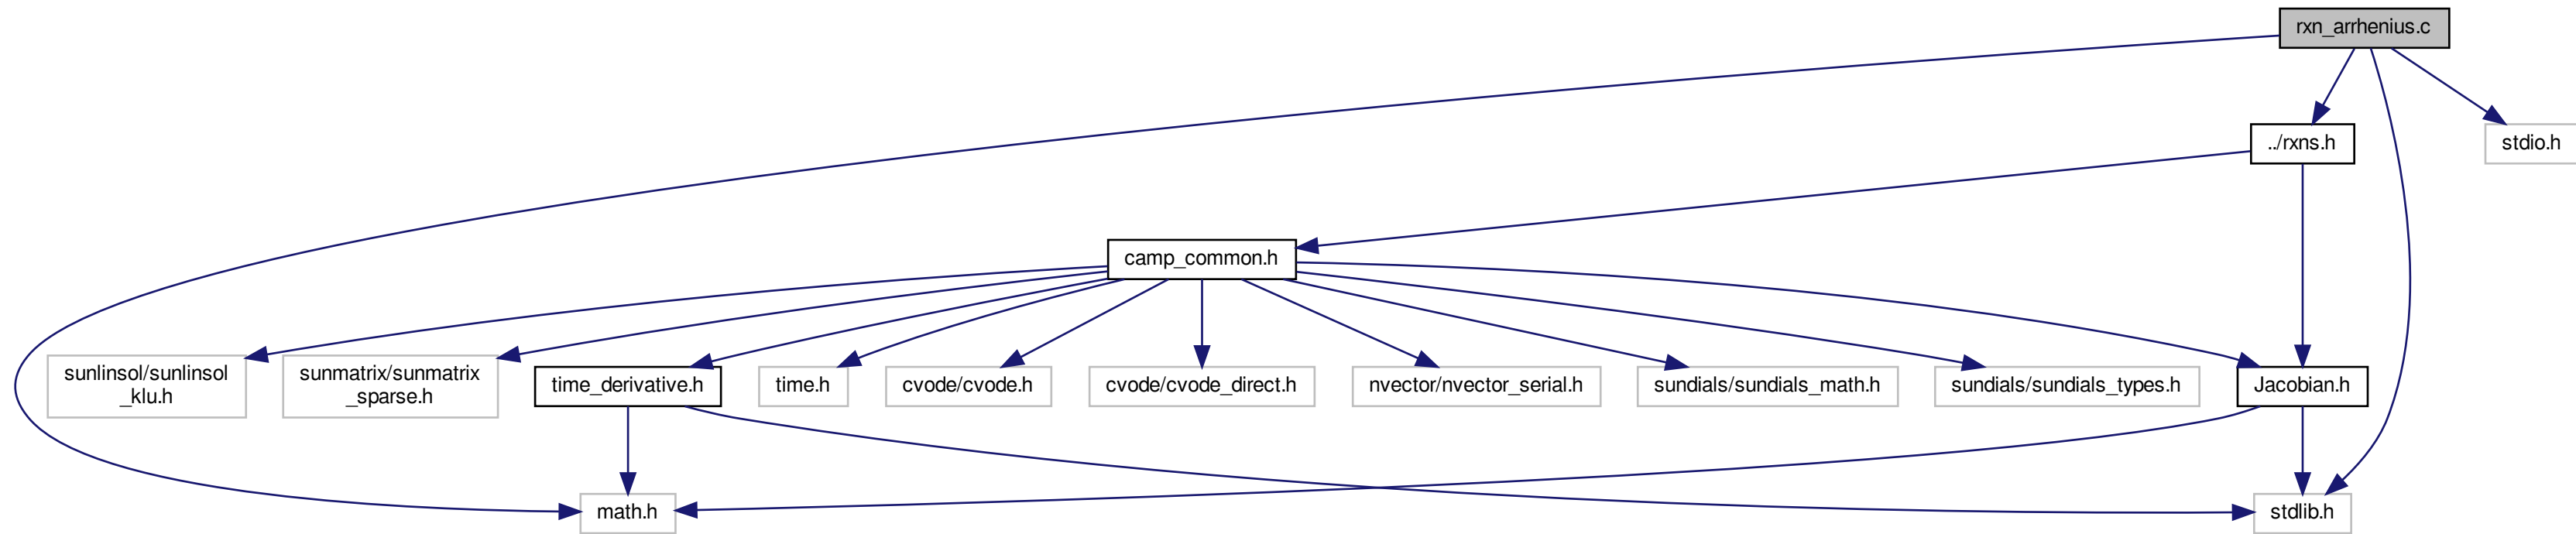 rxn_arrhenius.c
../rxns.h
stdio.h
camp_common.h
sunlinsol/sunlinsol
_klu.h
sunmatrix/sunmatrix
_sparse.h
time_derivative.h
time.h
cvode/cvode.h
cvode/cvode_direct.h
nvector/nvector_serial.h
sundials/sundials_math.h
sundials/sundials_types.h
Jacobian.h
math.h
stdlib.h